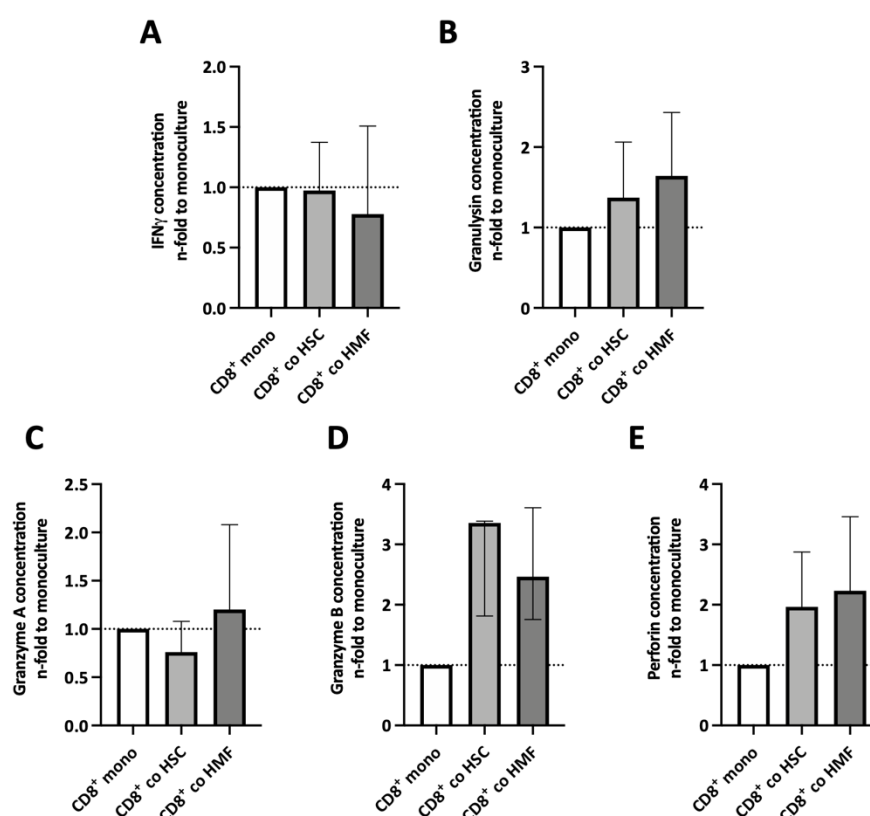 A
IFNγ concentration
n-fold to monoculture
2.0
1.5
1.0
0.5
0.0
CD8⁺ mono
CD8⁺ co HSC
CD8⁺ co HMF
B
Granulysin concentration
n-fold to monoculture
3
2
1
0
CD8⁺ mono
CD8⁺ co HSC
CD8⁺ co HMF
C
Granzyme A concentration
n-fold to monoculture
2.5
2.0
1.5
1.0
0.5
0.0
CD8⁺ mono
CD8⁺ co HSC
CD8⁺ co HMF
D
Granzyme B concentration
n-fold to monoculture
4
3
2
1
0
CD8⁺ mono
CD8⁺ co HSC
CD8⁺ co HMF
E
Perforin concentration
n-fold to monoculture
4
3
2
1
0
CD8⁺ mono
CD8⁺ co HSC
CD8⁺ co HMF